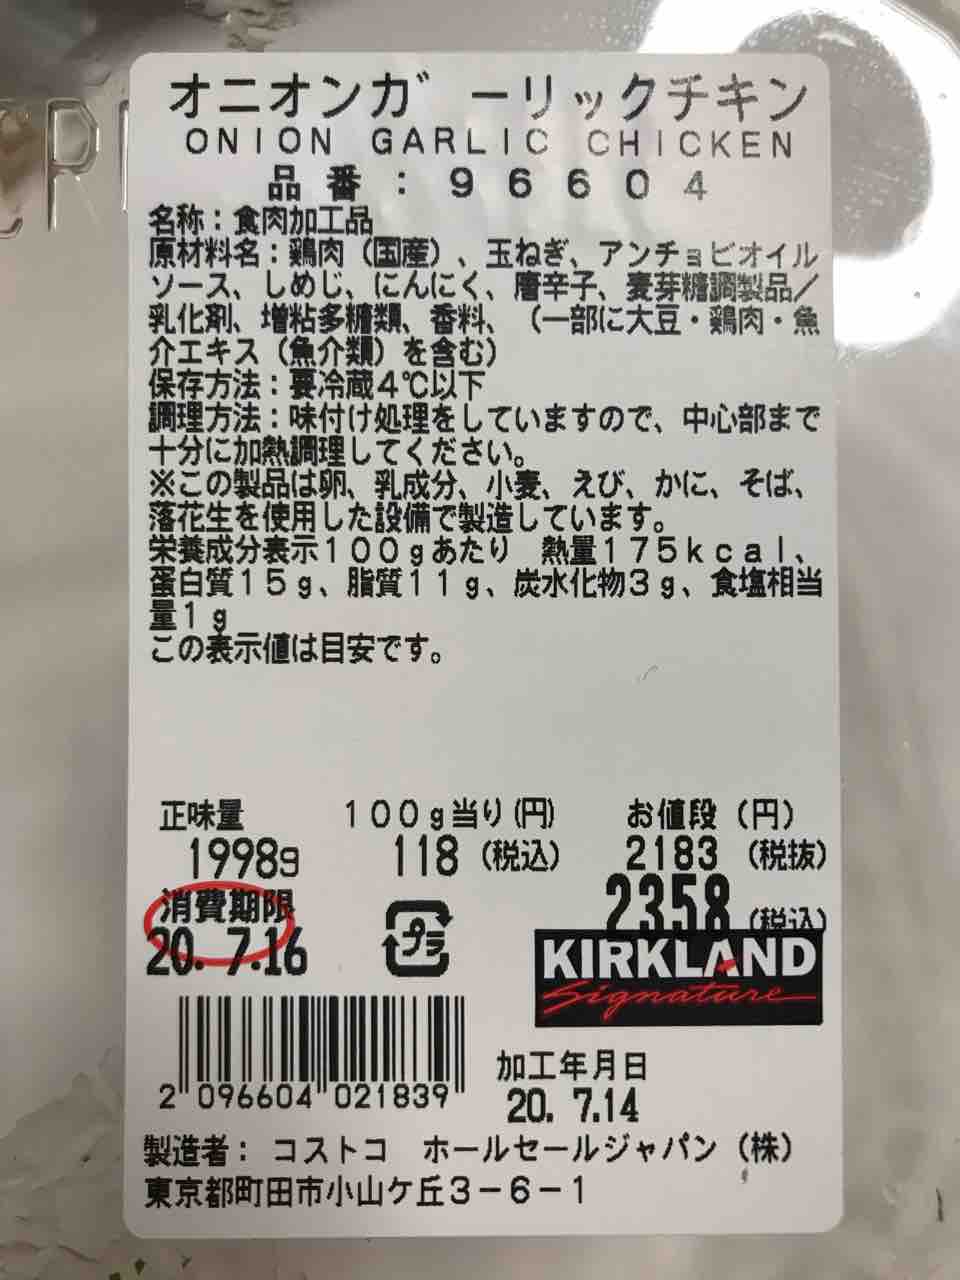 オニオンガーリックチキン
ONION GARLIC CHICKEN
品番：96604
名称：食肉加工品
原材料名：鶏肉（国産）、玉ねぎ、アンチョビオイル
ソース、しめじ、にんにく、唐辛子、麦芽糖調製品／
乳化剤、増粘多糖類、香料、（一部に大豆・鶏肉・魚
介エキス（魚介類）を含む）
保存方法：要冷蔵４℃以下
調理方法：味付け処理をしていますので、中心部まで
十分に加熱調理してください。
※この製品は卵、乳成分、小麦、えび、かに、そば、
落花生を使用した設備で製造しています。
栄養成分表示１００ｇあたり　熱量１７５ｋｃａｌ、
蛋白質１５ｇ、脂質１１ｇ、炭水化物３ｇ、食塩相当
量１ｇ
この表示値は目安です。
正味量 １００ｇ当り(円) お値段（円）
1998g 118（税込） 2183（税抜）
2358（税込）
消費期限
20. 7.16
プラ
KIRKLAND
Signature
2 096604 021839
加工年月日
20. 7.14
製造者：コストコ　ホールセールジャパン（株）
東京都町田市小山ケ丘３－６－１